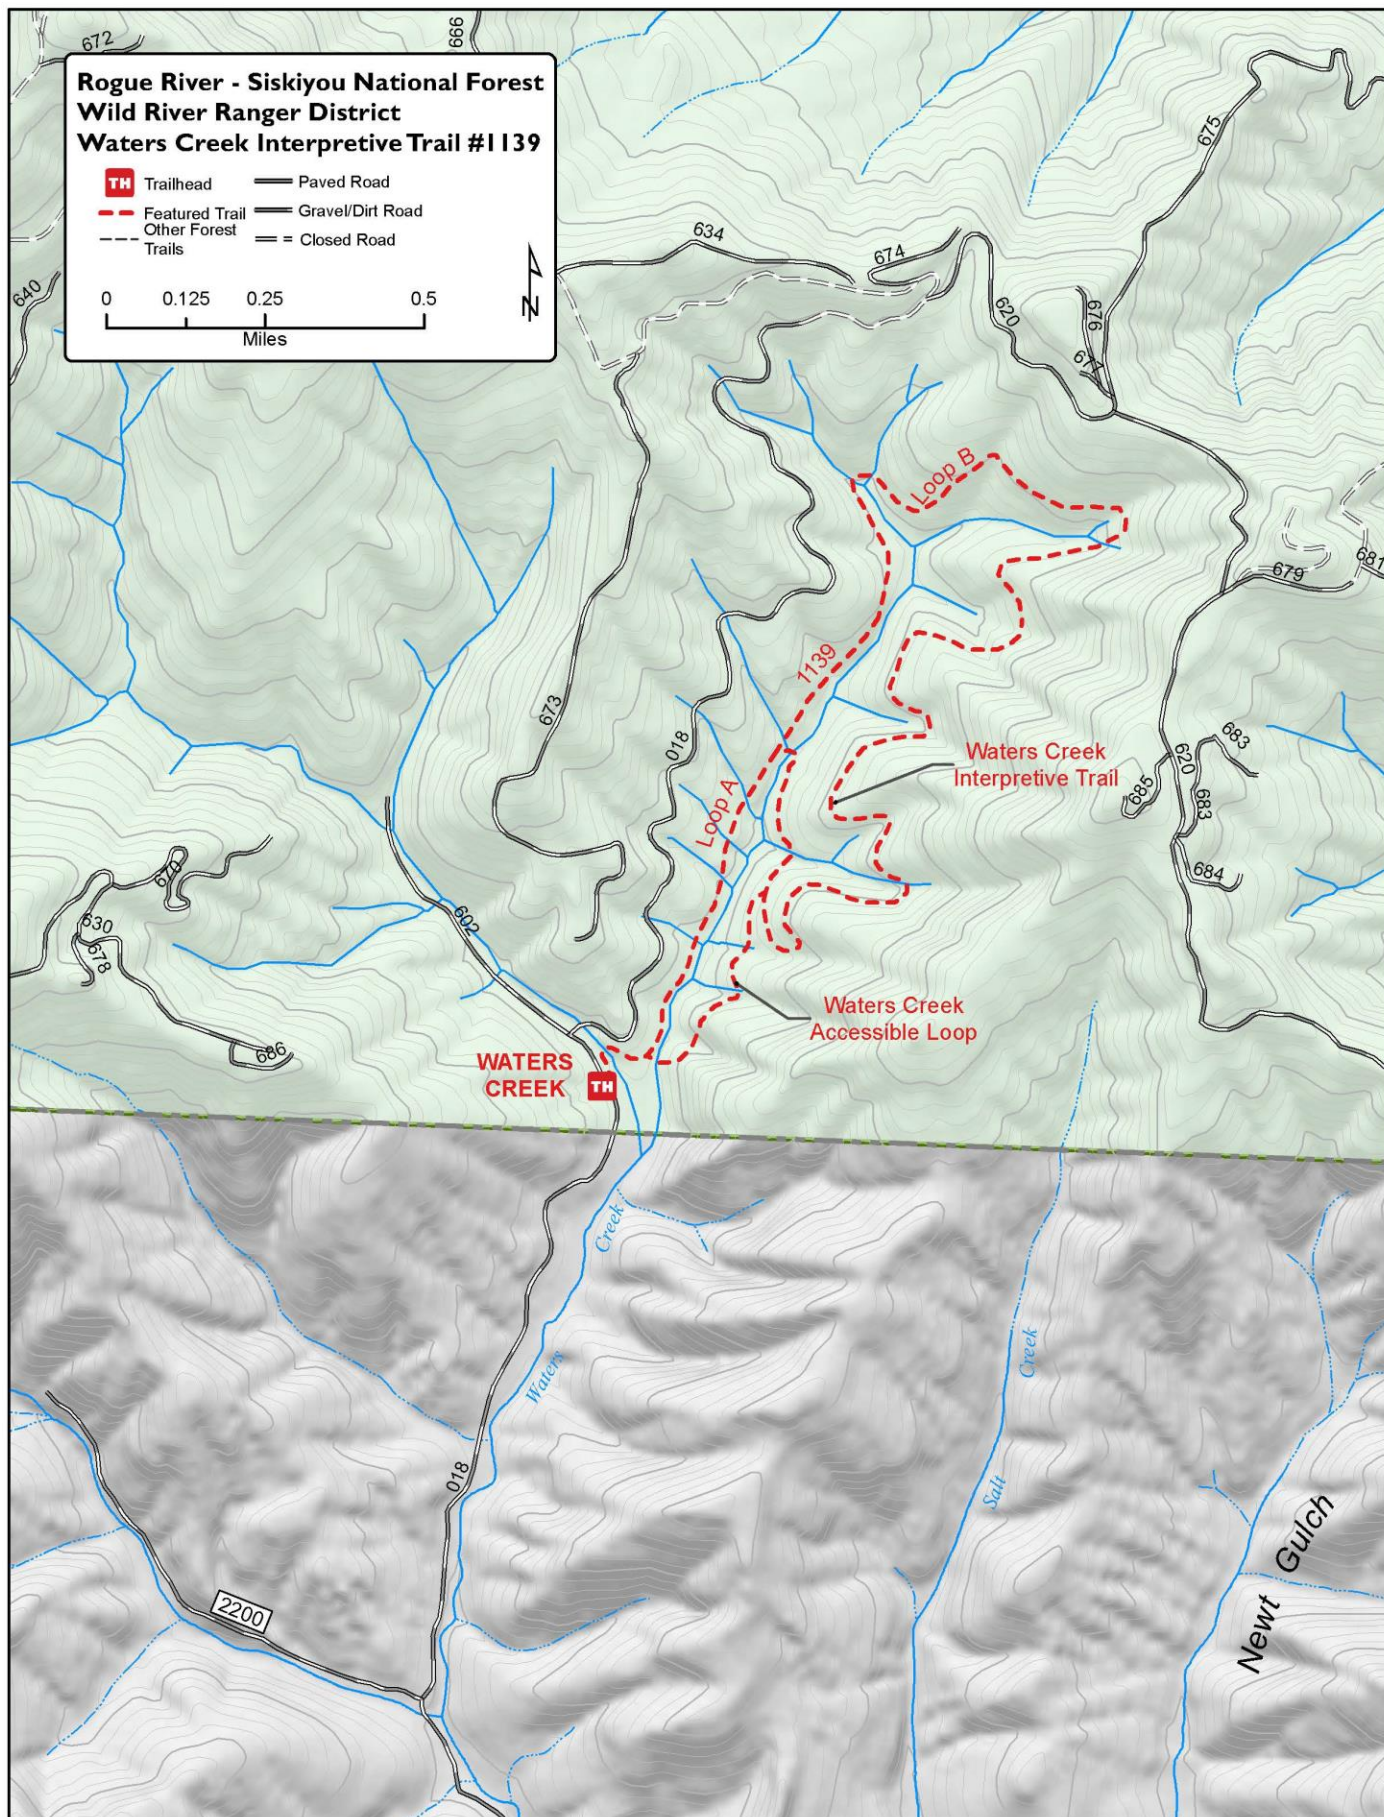 672
666
Rogue River - Siskiyou National Forest
Wild River Ranger District
Waters Creek Interpretive Trail #1139
TH Trailhead
Paved Road
Featured Trail
Gravel/Dirt Road
Other Forest
Trails
Closed Road
N
0 0.125 0.25 0.5
Miles
675
634
674
640
620
676
677
Loop B
681
679
1139
673
018
Loop A
Waters Creek
Interpretive Trail
683
620
685
683
684
670
630
678
602
686
Waters Creek
Accessible Loop
WATERS
CREEK
TH
Creek
Waters
Creek
Salt
018
2200
Newt Gulch